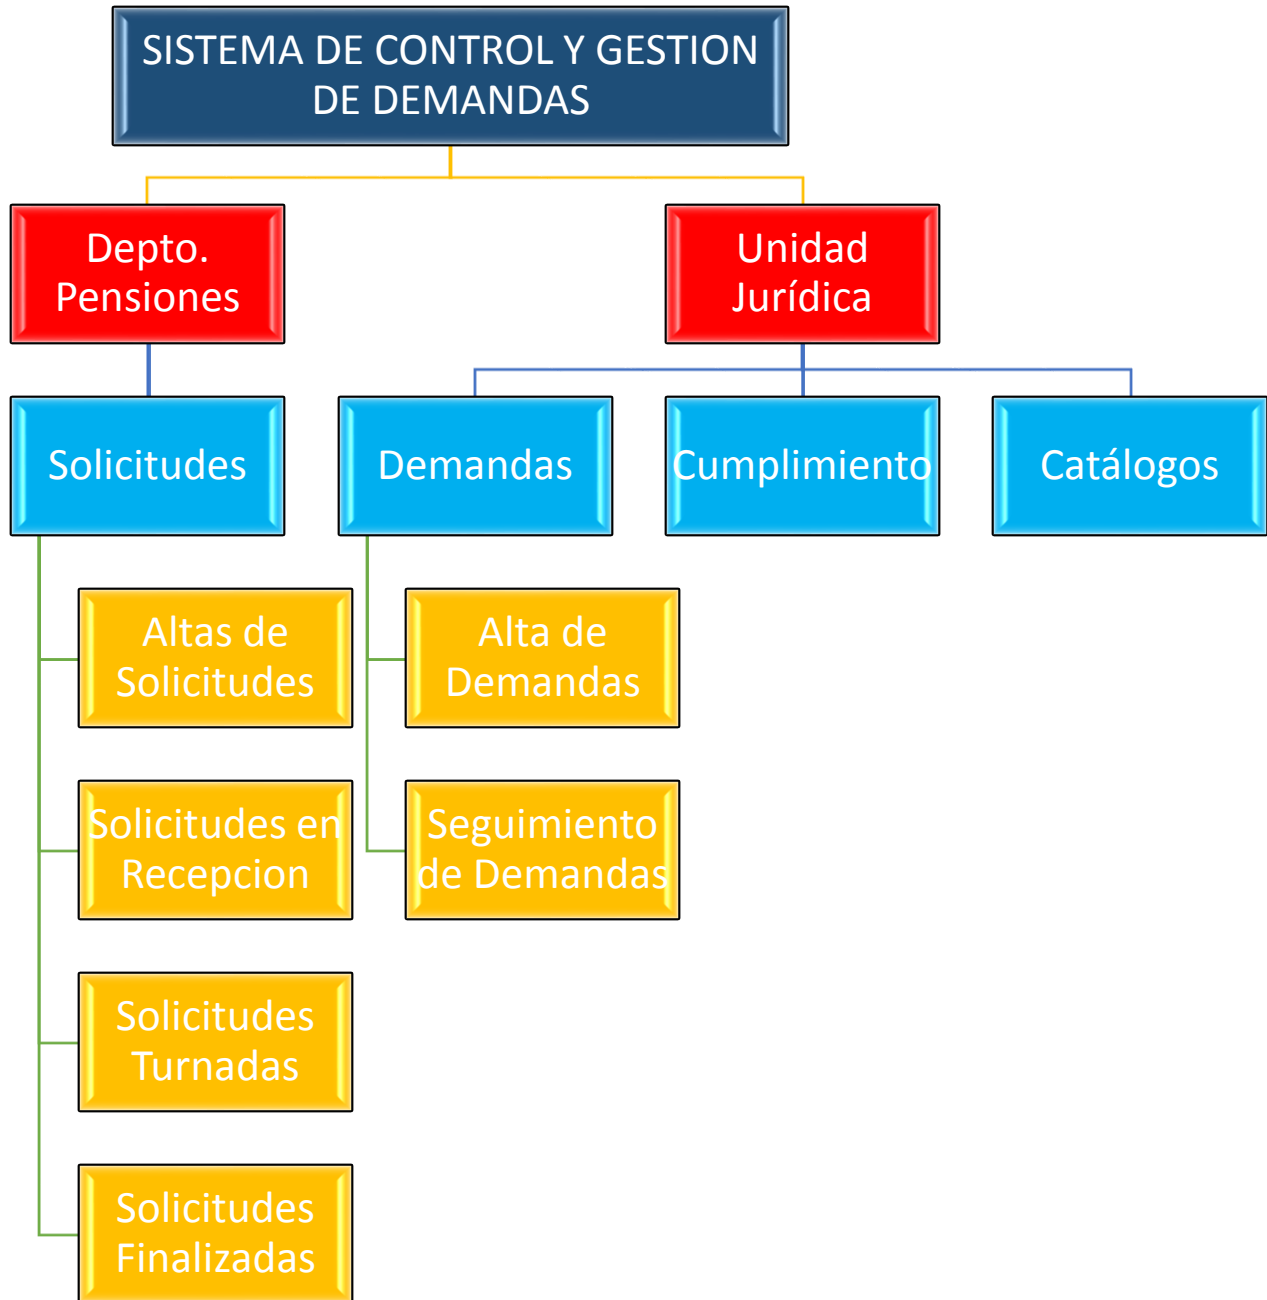 SISTEMA DE CONTROL Y GESTION
DE DEMANDAS
Depto.
Pensiones
Unidad
Jurídica
Solicitudes
Demandas
Cumplimiento
Catálogos
Altas de
Solicitudes
Alta de
Demandas
Solicitudes en
Recepcion
Seguimiento
de Demandas
Solicitudes
Turnadas
Solicitudes
Finalizadas